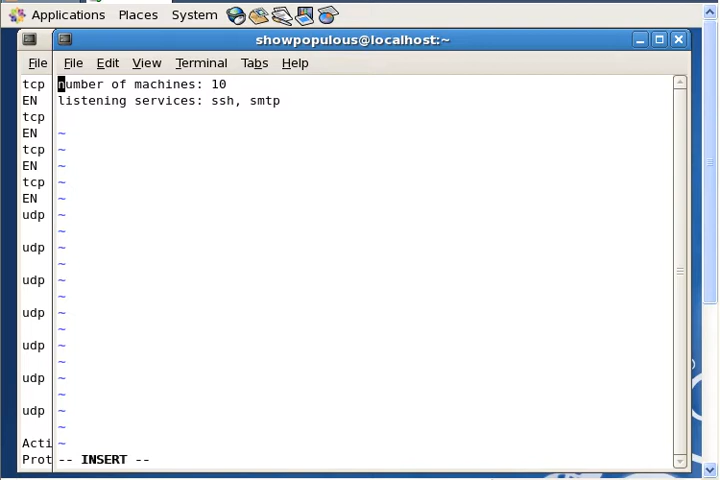 Applications Places System
showpopulous@localhost:~
File File Edit View Terminal Tabs Help
tcp number of machines: 10
EN listening services: ssh, smtp
tcp
EN ~
tcp ~
EN ~
tcp ~
EN ~
udp ~
~
udp ~
~
udp ~
~
udp ~
~
udp ~
~
udp ~
~
udp ~
~
Acti ~
Prot -- INSERT --